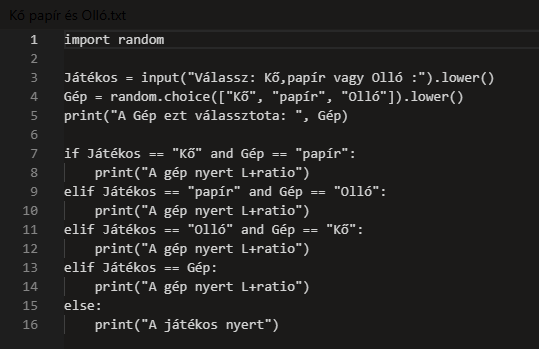 Kő papír és Olló.txt
1 import random
2
3 Játékos = input("Válassz: Kő,papír vagy Olló :").lower()
4 Gép = random.choice(["Kő", "papír", "Olló"]).lower()
5 print("A Gép ezt válassztota: ", Gép)
6
7 if Játékos == "Kő" and Gép == "papír":
8     print("A gép nyert L+ratio")
9 elif Játékos == "papír" and Gép == "Olló":
10     print("A gép nyert L+ratio")
11 elif Játékos == "Olló" and Gép == "Kő":
12     print("A gép nyert L+ratio")
13 elif Játékos == Gép:
14     print("A gép nyert L+ratio")
15 else:
16     print("A játékos nyert")